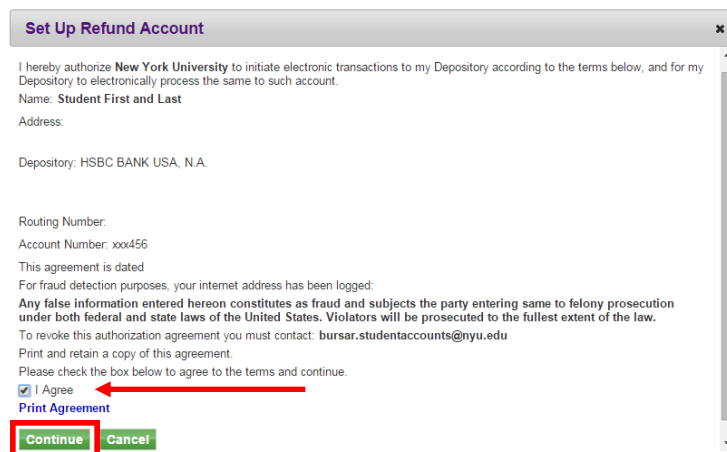 Set Up Refund Account
x
I hereby authorize New York University to initiate electronic transactions to my Depository according to the terms below, and for my
Depository to electronically process the same to such account.
Name: Student First and Last
Address:
Depository: HSBC BANK USA, N.A.
Routing Number:
Account Number: xxx456
This agreement is dated
For fraud detection purposes, your internet address has been logged:
Any false information entered hereon constitutes as fraud and subjects the party entering same to felony prosecution
under both federal and state laws of the United States. Violators will be prosecuted to the fullest extent of the law.
To revoke this authorization agreement you must contact: bursar.studentaccounts@nyu.edu
Print and retain a copy of this agreement.
Please check the box below to agree to the terms and continue.
I Agree
Print Agreement
Continue Cancel